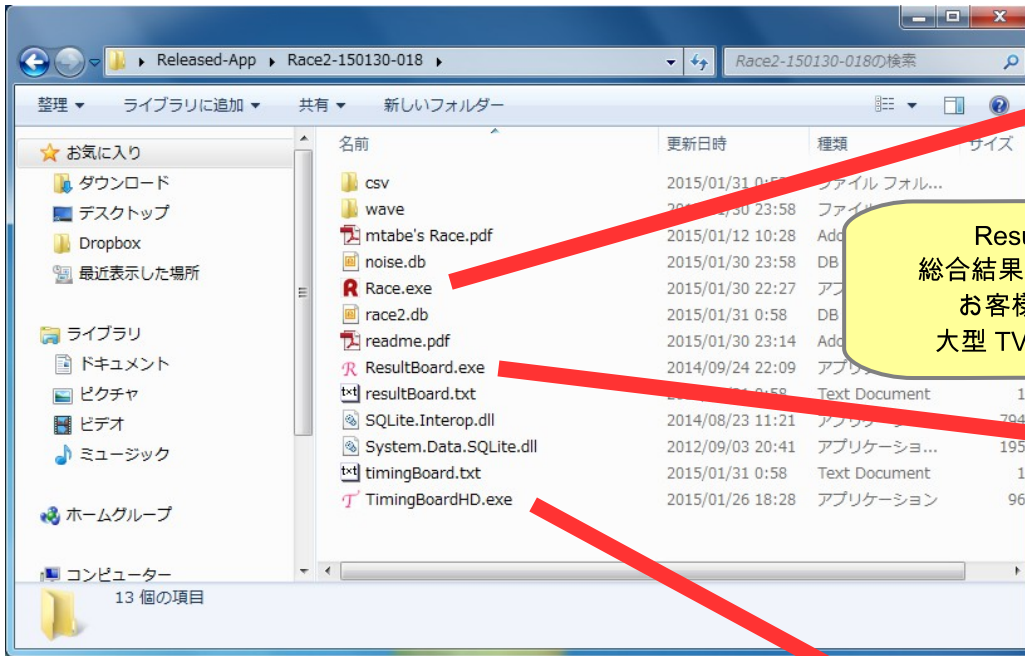 Released-App
Race2-150130-018
Race2-150130-018の検索
整理
ライブラリに追加
共有
新しいフォルダー
お気に入り
ダウンロード
デスクトップ
Dropbox
最近表示した場所
ライブラリ
ドキュメント
ピクチャ
ビデオ
ミュージック
ホームグループ
コンピューター
名前 更新日時 種類 サイズ
csv 2015/01/31 ファイル フォル...
wave 23:58
mtabe's Race.pdf 2015/01/12 10:28
noise.db 2015/01/30 23:58 DB
Race.exe 2015/01/30 22:27
race2.db 2015/01/31 0:58 DB
readme.pdf 2015/01/30 23:14
ResultBoard.exe 2014/09/24 22:09
resultBoard.txt Text Document 1
SQLite.Interop.dll 2014/08/23 11:21 794
System.Data.SQLite.dll 2012/09/03 20:41 アプリケーショ... 195
timingBoard.txt 2015/01/31 0:58 Text Document 1
TimingBoardHD.exe 2015/01/26 18:28 アプリケーション 96
Resu
総合結果
お客様
大型 TV
13 個の項目